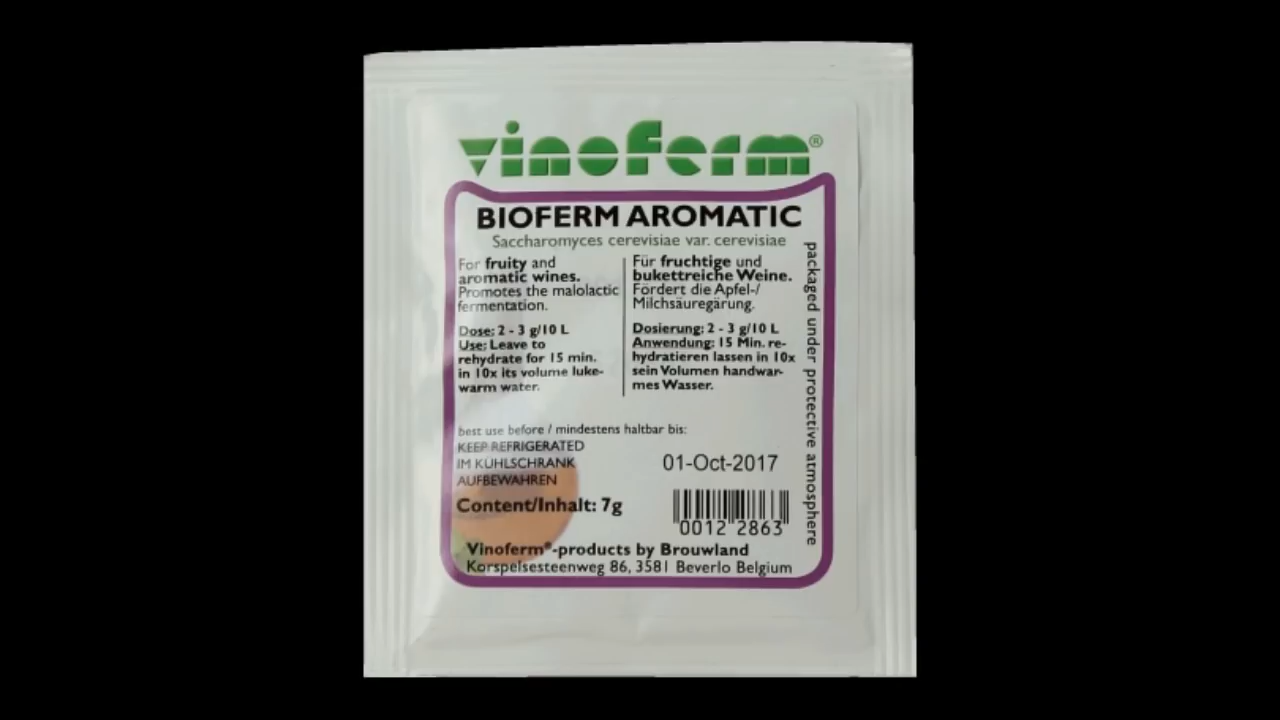 vinoferm®
BIOFERM AROMATIC
Saccharomyces cerevisiae var. cerevisiae
For fruity and
aromatic wines.
Promotes the malolactic
fermentation.
Dose: 2 - 3 g/10 L
Use: Leave to
rehydrate for 15 min.
in 10x its volume luke-
warm water.
Für fruchtige und
bukettreiche Weine.
Fördert die Apfel-/
Milchsäuregärung.
Dosierung: 2 - 3 g/10 L
Anwendung: 15 Min. re-
hydratieren lassen in 10x
sein Volumen handwar-
mes Wasser.
packaged under protective atmosphere
best use before / mindestens haltbar bis:
KEEP REFRIGERATED
IM KÜHLSCHRANK
AUFBEWAHREN
01-Oct-2017
Content/Inhalt: 7g
0012 2863
Vinoferm®-products by Brouwland
Korspelsesteenweg 86, 3581 Beverlo Belgium